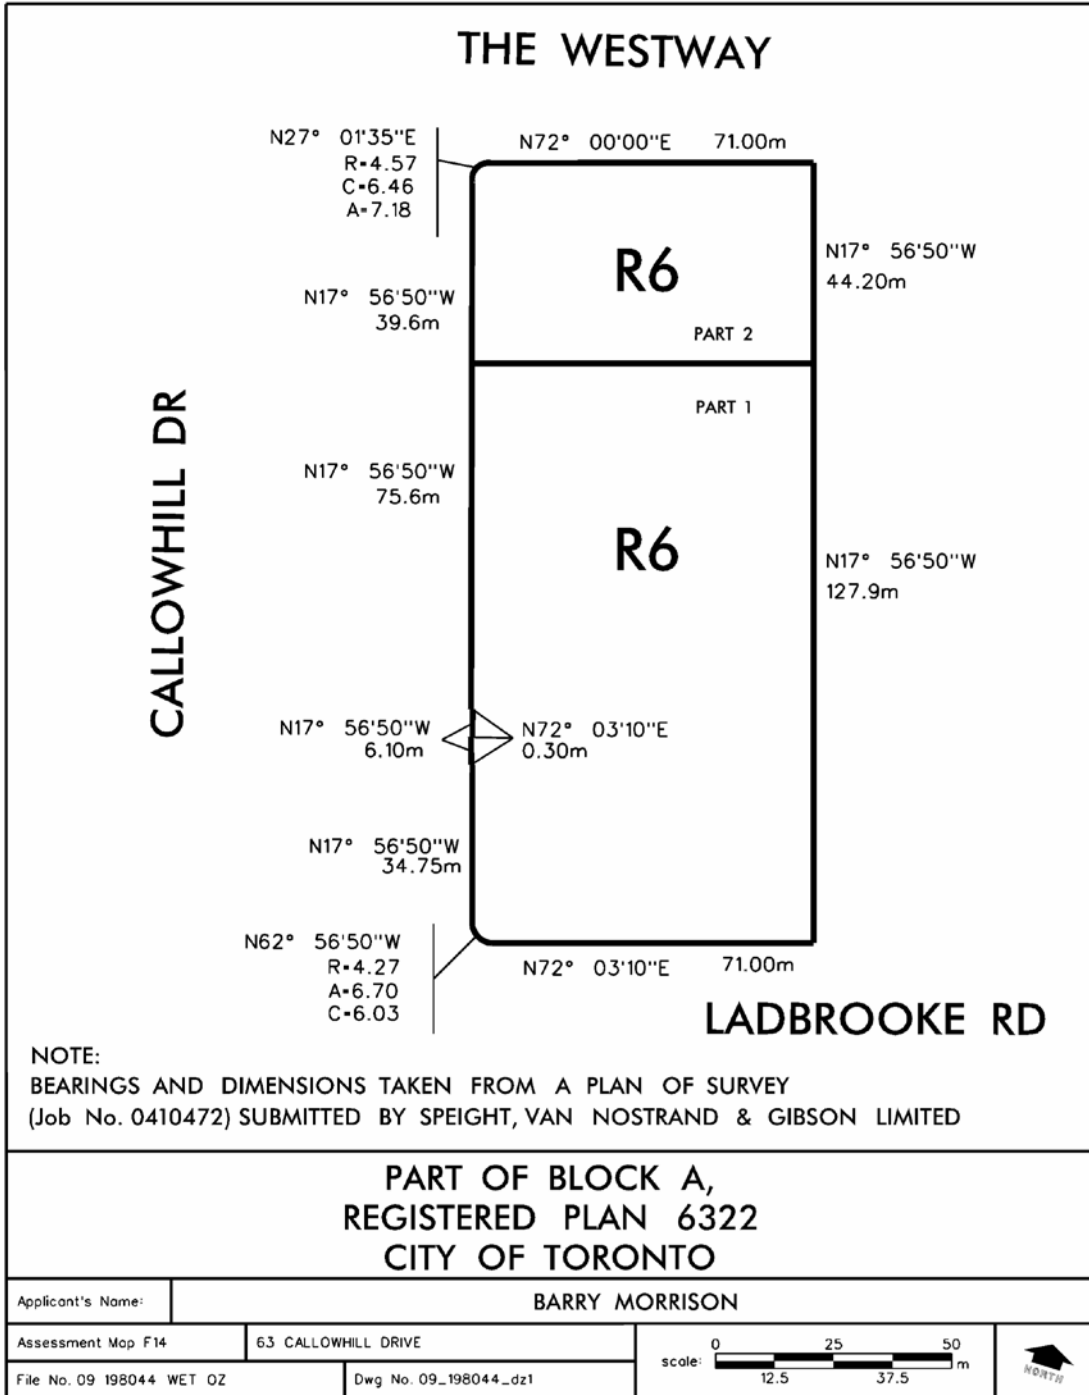 THE WESTWAY
N27° 01'35"E
R=4.57
C=6.46
A=7.18
N72° 00'00"E 71.00m
R6
N17° 56'50"W
44.20m
N17° 56'50"W
39.6m
PART 2
PART 1
CALLOWHILL DR
N17° 56'50"W
75.6m
R6
N17° 56'50"W
127.9m
N17° 56'50"W
6.10m
N72° 03'10"E
0.30m
N17° 56'50"W
34.75m
N62° 56'50"W
R=4.27
A=6.70
C=6.03
N72° 03'10"E 71.00m
LADBROOKE RD
NOTE:
BEARINGS AND DIMENSIONS TAKEN FROM A PLAN OF SURVEY
(Job No. 0410472) SUBMITTED BY SPEIGHT, VAN NOSTRAND & GIBSON LIMITED
PART OF BLOCK A,
REGISTERED PLAN 6322
CITY OF TORONTO
Applicant's Name: BARRY MORRISON
Assessment Map F14
63 CALLOWHILL DRIVE
File No. 09 198044 WET OZ
Dwg No. 09_198044_dz1
scale: 0 25 50 m
12.5 37.5
NORTH